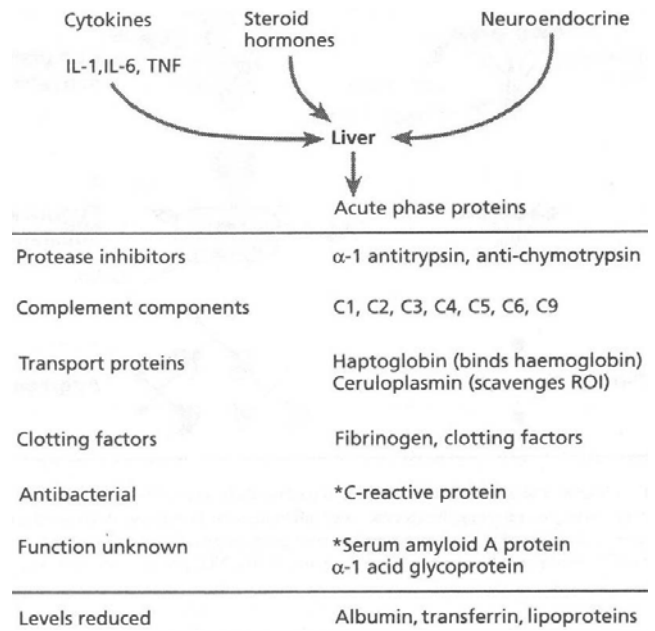 Cytokines
Steroid
hormones
Neuroendocrine
IL-1,IL-6, TNF
Liver
Acute phase proteins
Protease inhibitors α-1 antitrypsin, anti-chymotrypsin
Complement components C1, C2, C3, C4, C5, C6, C9
Transport proteins Haptoglobin (binds haemoglobin)
Ceruloplasmin (scavenges ROI)
Clotting factors Fibrinogen, clotting factors
Antibacterial *C-reactive protein
Function unknown *Serum amyloid A protein
α-1 acid glycoprotein
Levels reduced Albumin, transferrin, lipoproteins